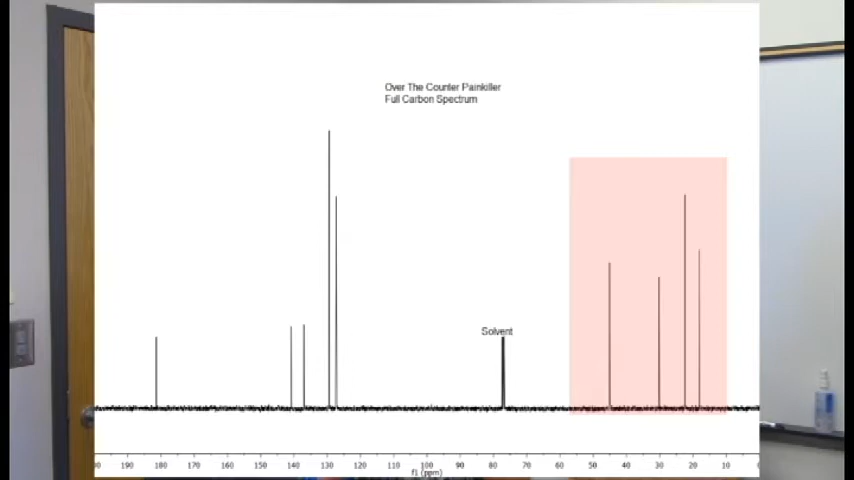 Over The Counter Painkiller
Full Carbon Spectrum
Solvent
190 180 170 160 150 140 130 120 110 100 90 80 70 60 50 40 30 20 10
f1 (ppm)